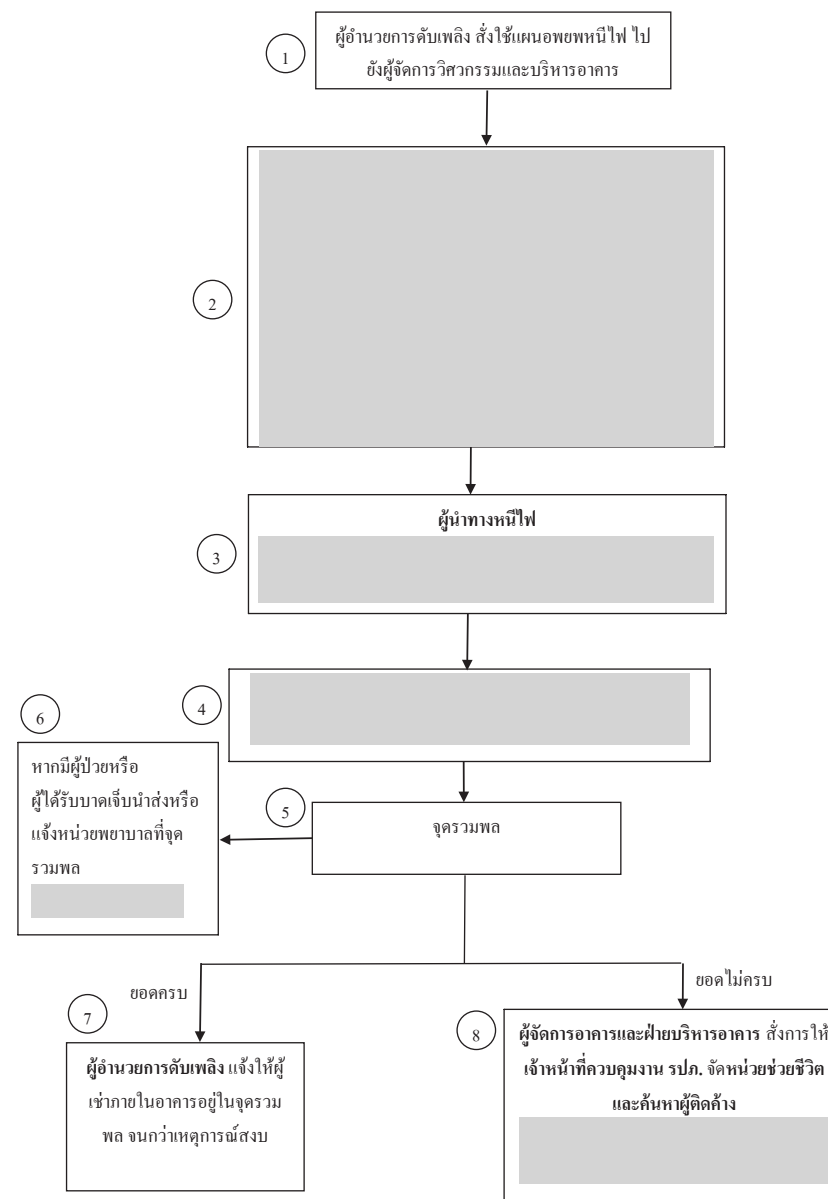 1
ผู้อำนวยการดับเพลิง สั่งใช้แผนอพยพหนีไฟ ไป
ยังผู้จัดการวิศวกรรมและบริหารอาคาร
2
3
ผู้นำทางหนีไฟ
4
5
จุดรวมพล
6
หากมีผู้ป่วยหรือ
ผู้ได้รับบาดเจ็บนำส่งหรือ
แจ้งหน่วยพยาบาลที่จุด
รวมพล
ยอดครบ
7
ผู้อำนวยการดับเพลิง แจ้งให้ผู้
เช่าภายในอาคารอยู่ในจุดรวม
พล จนกว่าเหตุการณ์สงบ
ยอดไม่ครบ
8
ผู้จัดการอาคารและฝ่ายบริหารอาคาร สั่งการให้
เจ้าหน้าที่ควบคุมงาน รปภ. จัดหน่วยช่วยชีวิต
และค้นหาผู้ติดค้าง